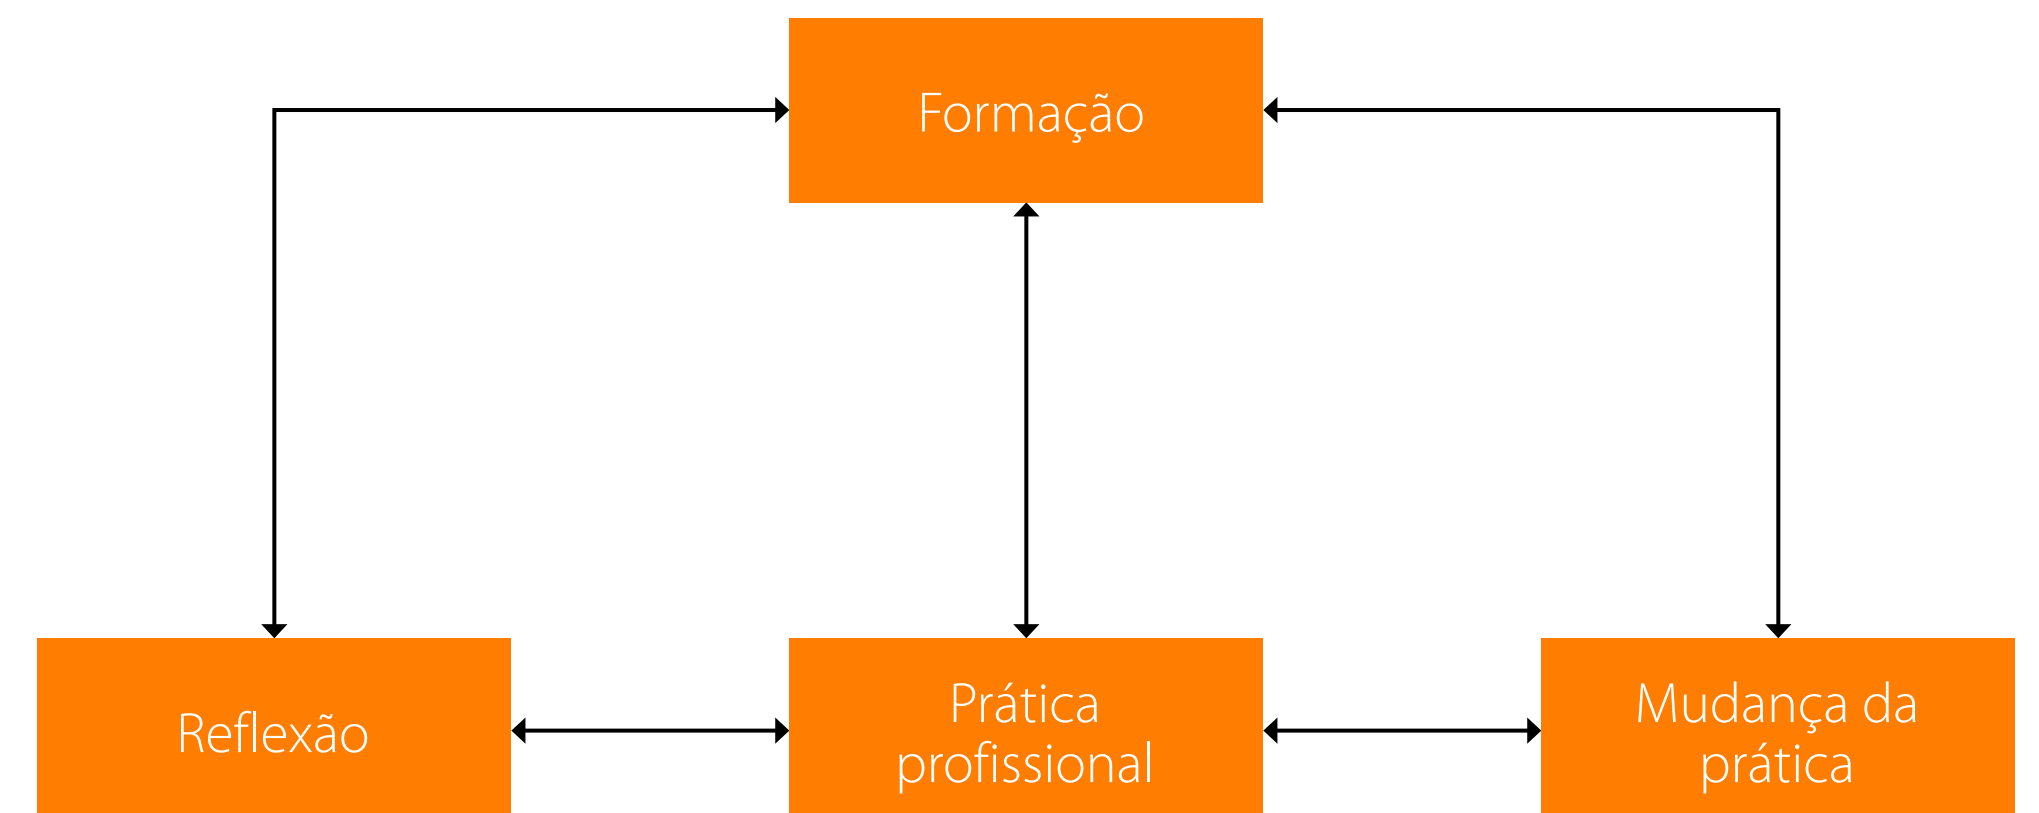 Formação
Reflexão
Prática
profissional
Mudança da
prática